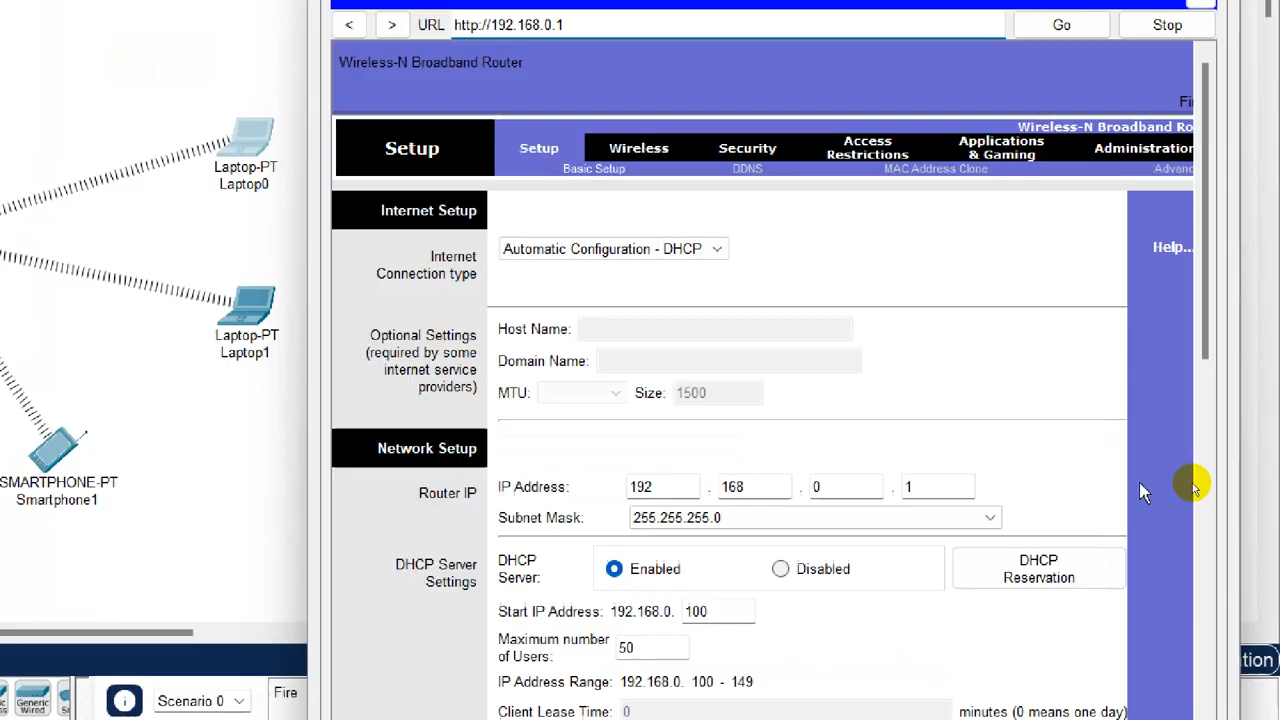 < > URL http://192.168.0.1 Go Stop
Wireless-N Broadband Router
Wireless-N Broadband Ro
Setup Setup Wireless Security Access Restrictions Applications & Gaming Administration
Basic Setup DDNS MAC Address Clone
Internet Setup
Internet
Connection type
Automatic Configuration - DHCP
Help...
Optional Settings
(required by some
internet service
providers)
Host Name:
Domain Name:
MTU: Size: 1500
Network Setup
Router IP
IP Address: 192 . 168 . 0 . 1
Subnet Mask: 255.255.255.0
DHCP Server
Settings
DHCP
Server:
Enabled Disabled
DHCP
Reservation
Start IP Address: 192.168.0. 100
Maximum number
of Users:
50
IP Address Range: 192.168.0. 100 - 149
Client Lease Time: 0 minutes (0 means one day)
Laptop-PT
Laptop0
Laptop-PT
Laptop1
SMARTPHONE-PT
Smartphone1
Generic
Wired
Scenario 0
Fire